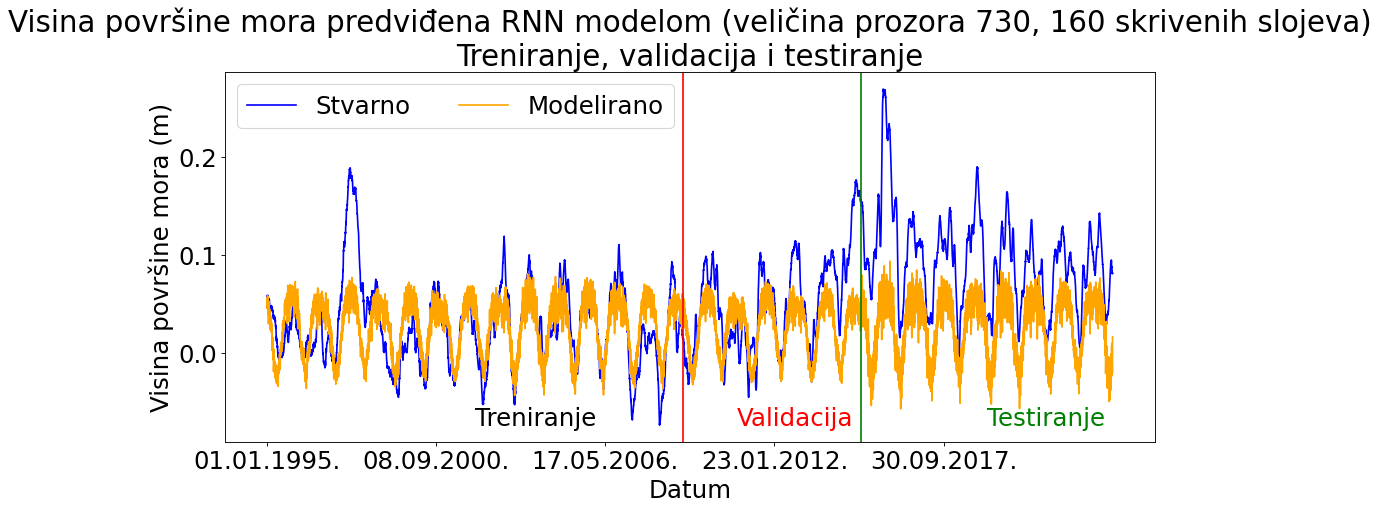 Visina površine mora predviđena RNN modelom (veličina prozora 730, 160 skrivenih slojeva)
Treniranje, validacija i testiranje
Stvarno
Modelirano
Visina površine mora (m)
0.2
0.1
0.0
Treniranje
Validacija
Testiranje
01.01.1995.
08.09.2000.
17.05.2006.
23.01.2012.
30.09.2017.
Datum